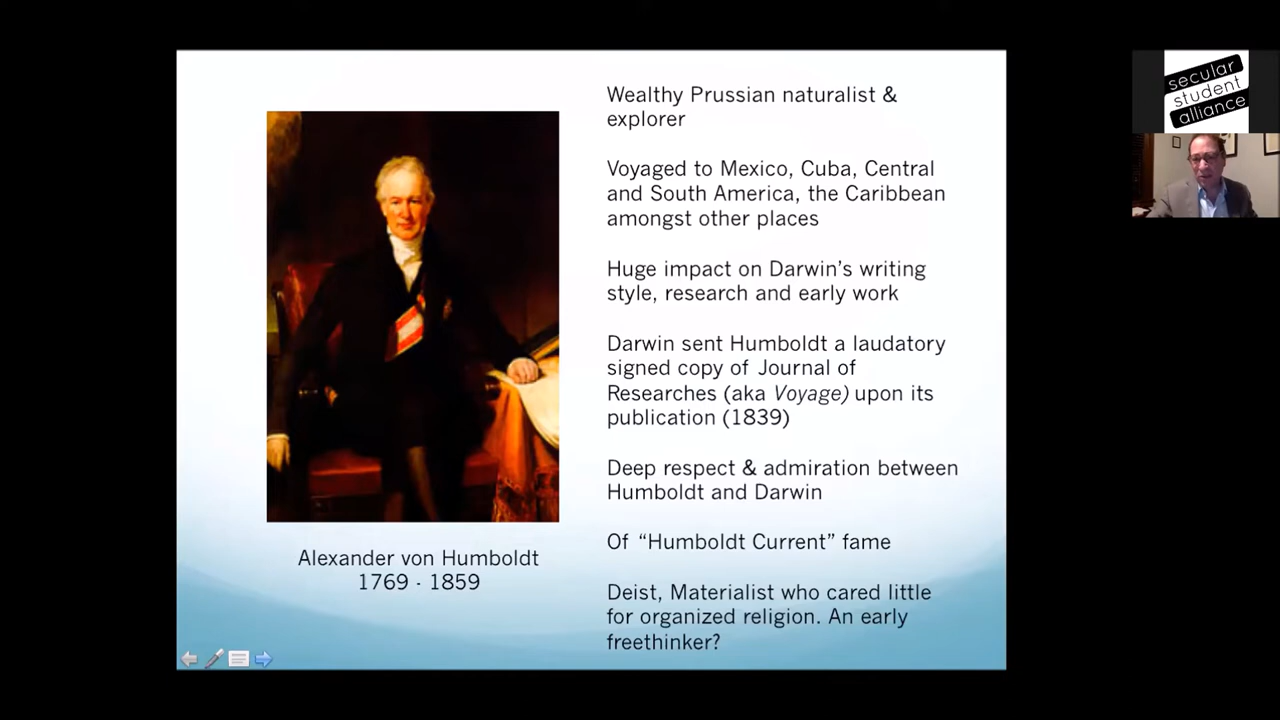 Wealthy Prussian naturalist &
explorer
Voyaged to Mexico, Cuba, Central
and South America, the Caribbean
amongst other places
Huge impact on Darwin’s writing
style, research and early work
Darwin sent Humboldt a laudatory
signed copy of Journal of
Researches (aka Voyage) upon its
publication (1839)
Deep respect & admiration between
Humboldt and Darwin
Of “Humboldt Current” fame
Deist, Materialist who cared little
for organized religion. An early
freethinker?
Alexander von Humboldt
1769 - 1859
secular
student
alliance